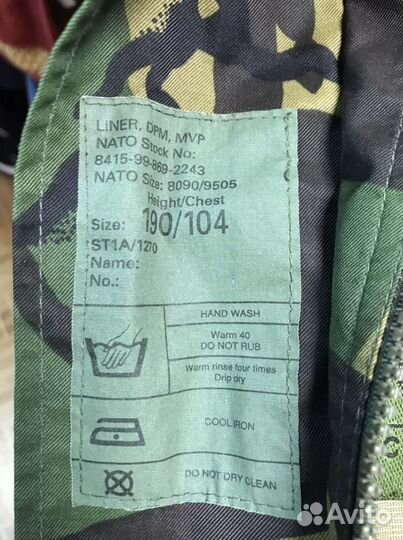 LINER, DPM, MVP
NATO Stock No:
8415-99-869-2243
NATO Size: 8090/9505
Height/Chest
Size: 190/104
ST1A/1270
Name:
No.:
HAND WASH
Warm 40
DO NOT RUB
Warm rinse four times
Drip dry
COOL IRON
DO NOT DRY CLEAN
Avito